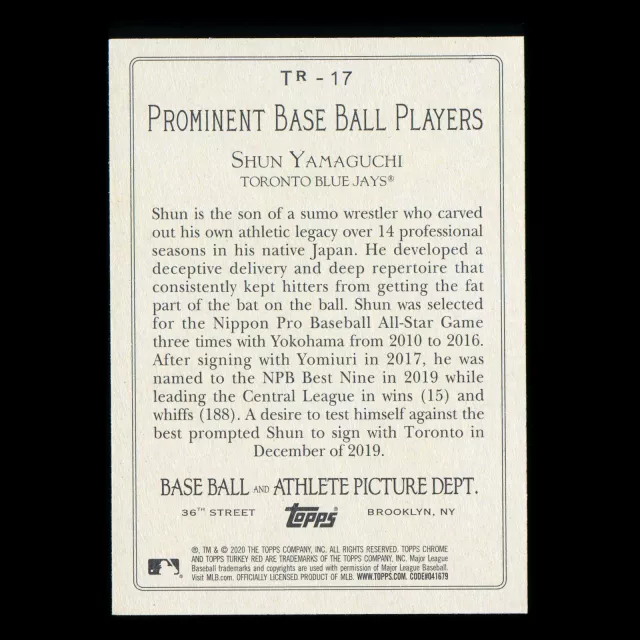 TR - 17
PROMINENT BASE BALL PLAYERS
SHUN YAMAGUCHI
TORONTO BLUE JAYS®
Shun is the son of a sumo wrestler who carved
out his own athletic legacy over 14 professional
seasons in his native Japan. He developed a
deceptive delivery and deep repertoire that
consistently kept hitters from getting the fat
part of the bat on the ball. Shun was selected
for the Nippon Pro Baseball All-Star Game
three times with Yokohama from 2010 to 2016.
After signing with Yomiuri in 2017, he was
named to the NPB Best Nine in 2019 while
leading the Central League in wins (15) and
whiffs (188). A desire to test himself against the
best prompted Shun to sign with Toronto in
December of 2019.
BASE BALL AND ATHLETE PICTURE DEPT.
36TH STREET topps BROOKLYN, NY
®, TM & © 2020 THE TOPPS COMPANY, INC. ALL RIGHTS RESERVED. TOPPS CHROME
AND TOPPS TURKEY RED ARE TRADEMARKS OF THE TOPPS COMPANY, INC. Major League
Baseball trademarks and copyrights are used with permission of Major League Baseball.
Visit MLB.com. OFFICIALLY LICENSED PRODUCT OF MLB. WWW.TOPPS.COM. CODE#041679